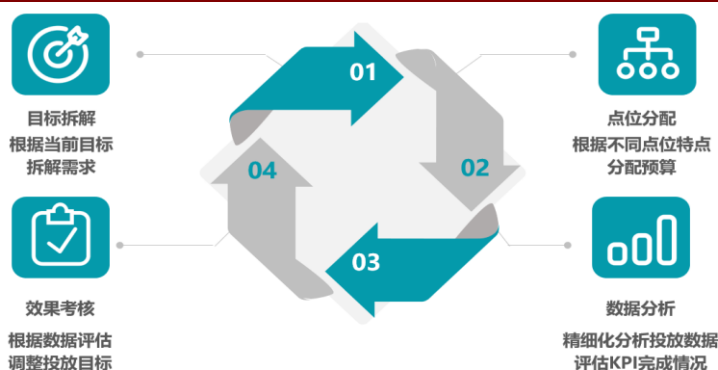 01
02
03
04
目标拆解
根据当前目标
拆解需求
点位分配
根据不同点位特点
分配预算
数据分析
精细化分析投放数据
评估KPI完成情况
效果考核
根据数据评估
调整投放目标